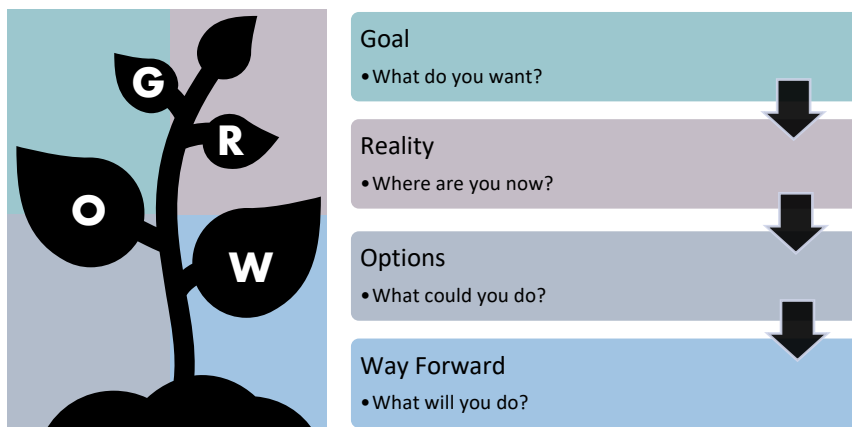 G
R
O
W
Goal
•What do you want?
Reality
•Where are you now?
Options
•What could you do?
Way Forward
•What will you do?